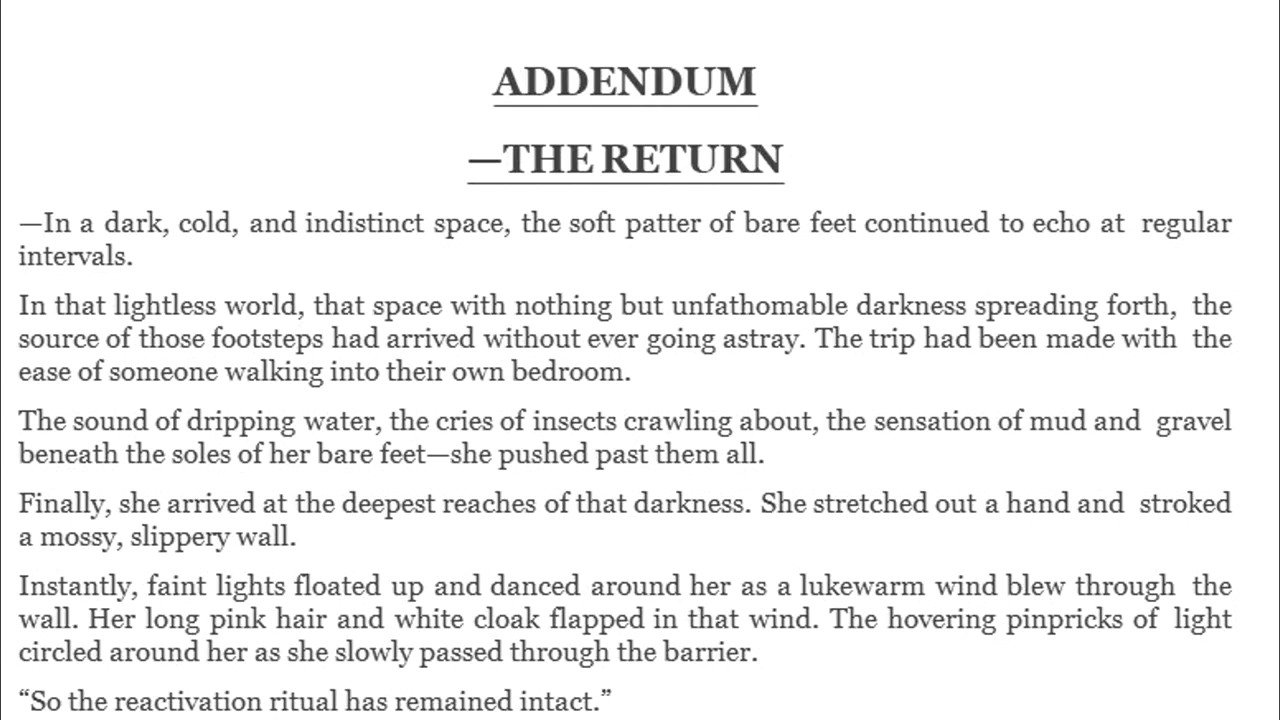 ADDENDUM
—THE RETURN
—In a dark, cold, and indistinct space, the soft patter of bare feet continued to echo at regular
intervals.
In that lightless world, that space with nothing but unfathomable darkness spreading forth, the
source of those footsteps had arrived without ever going astray. The trip had been made with the
ease of someone walking into their own bedroom.
The sound of dripping water, the cries of insects crawling about, the sensation of mud and gravel
beneath the soles of her bare feet—she pushed past them all.
Finally, she arrived at the deepest reaches of that darkness. She stretched out a hand and stroked
a mossy, slippery wall.
Instantly, faint lights floated up and danced around her as a lukewarm wind blew through the
wall. Her long pink hair and white cloak flapped in that wind. The hovering pinpricks of light
circled around her as she slowly passed through the barrier.
“So the reactivation ritual has remained intact.”